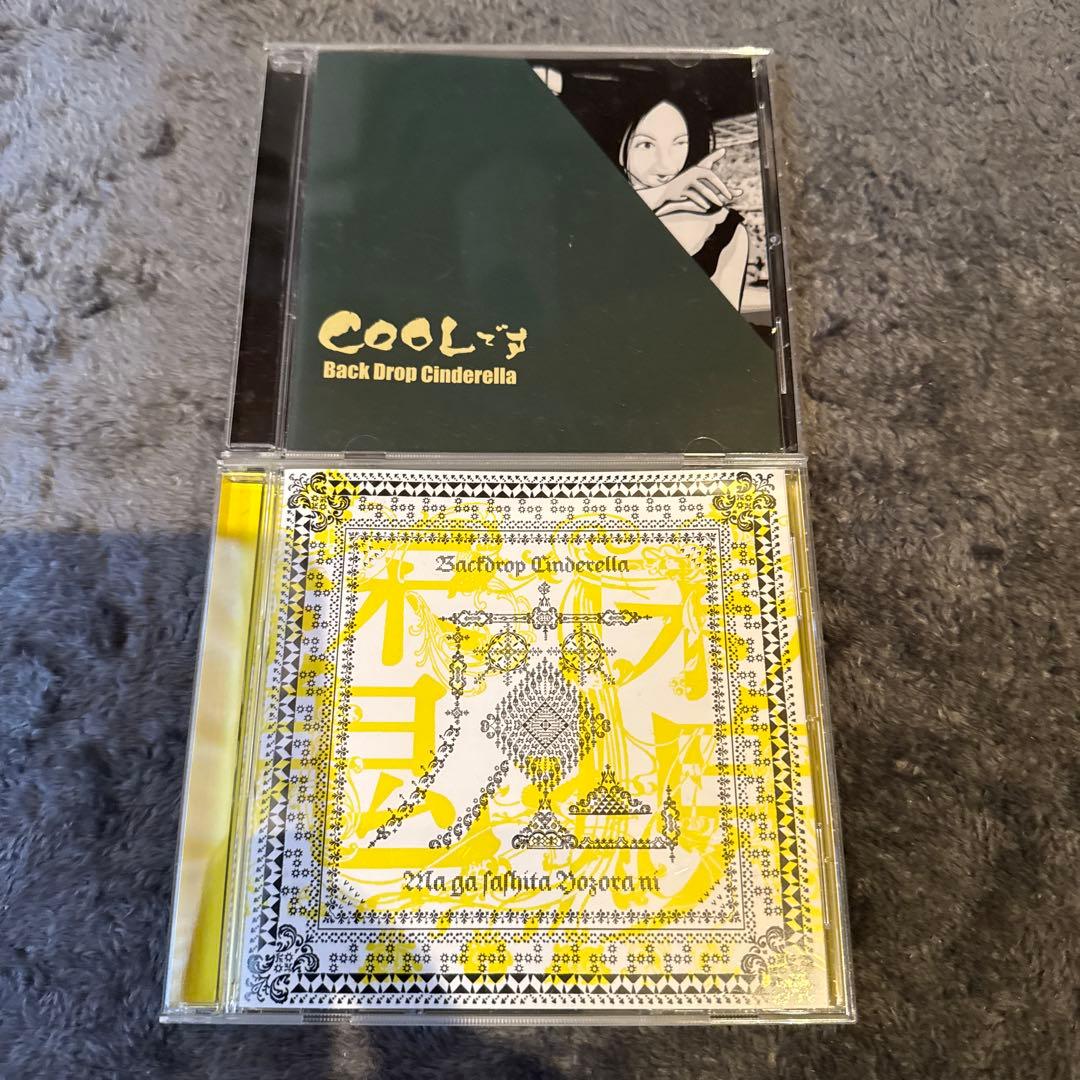 COOLです
Back Drop Cinderella
Backdrop Cinderella
Ma ga ſaſhita Yozora ni